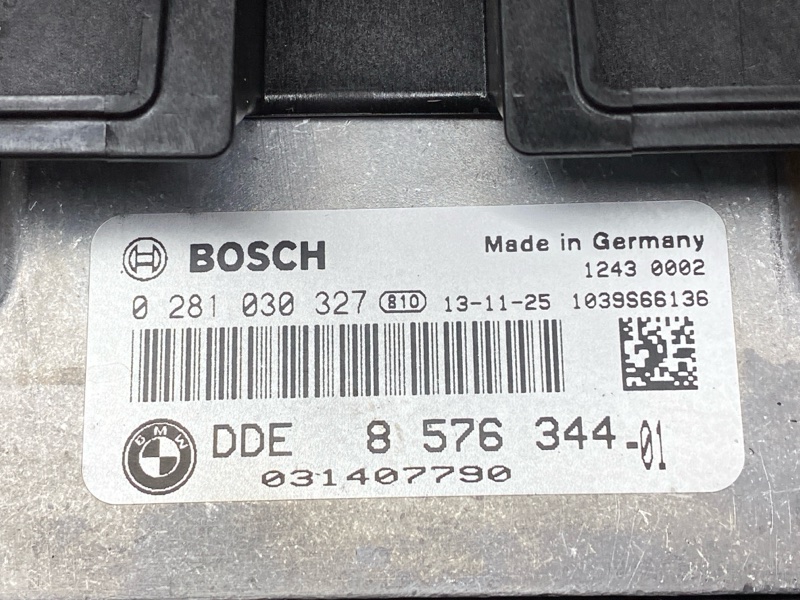 BOSCH Made in Germany
1243 0002
0 281 030 327 810 13-11-25 1039S66136
BMW DDE 8 576 344-01
031407790